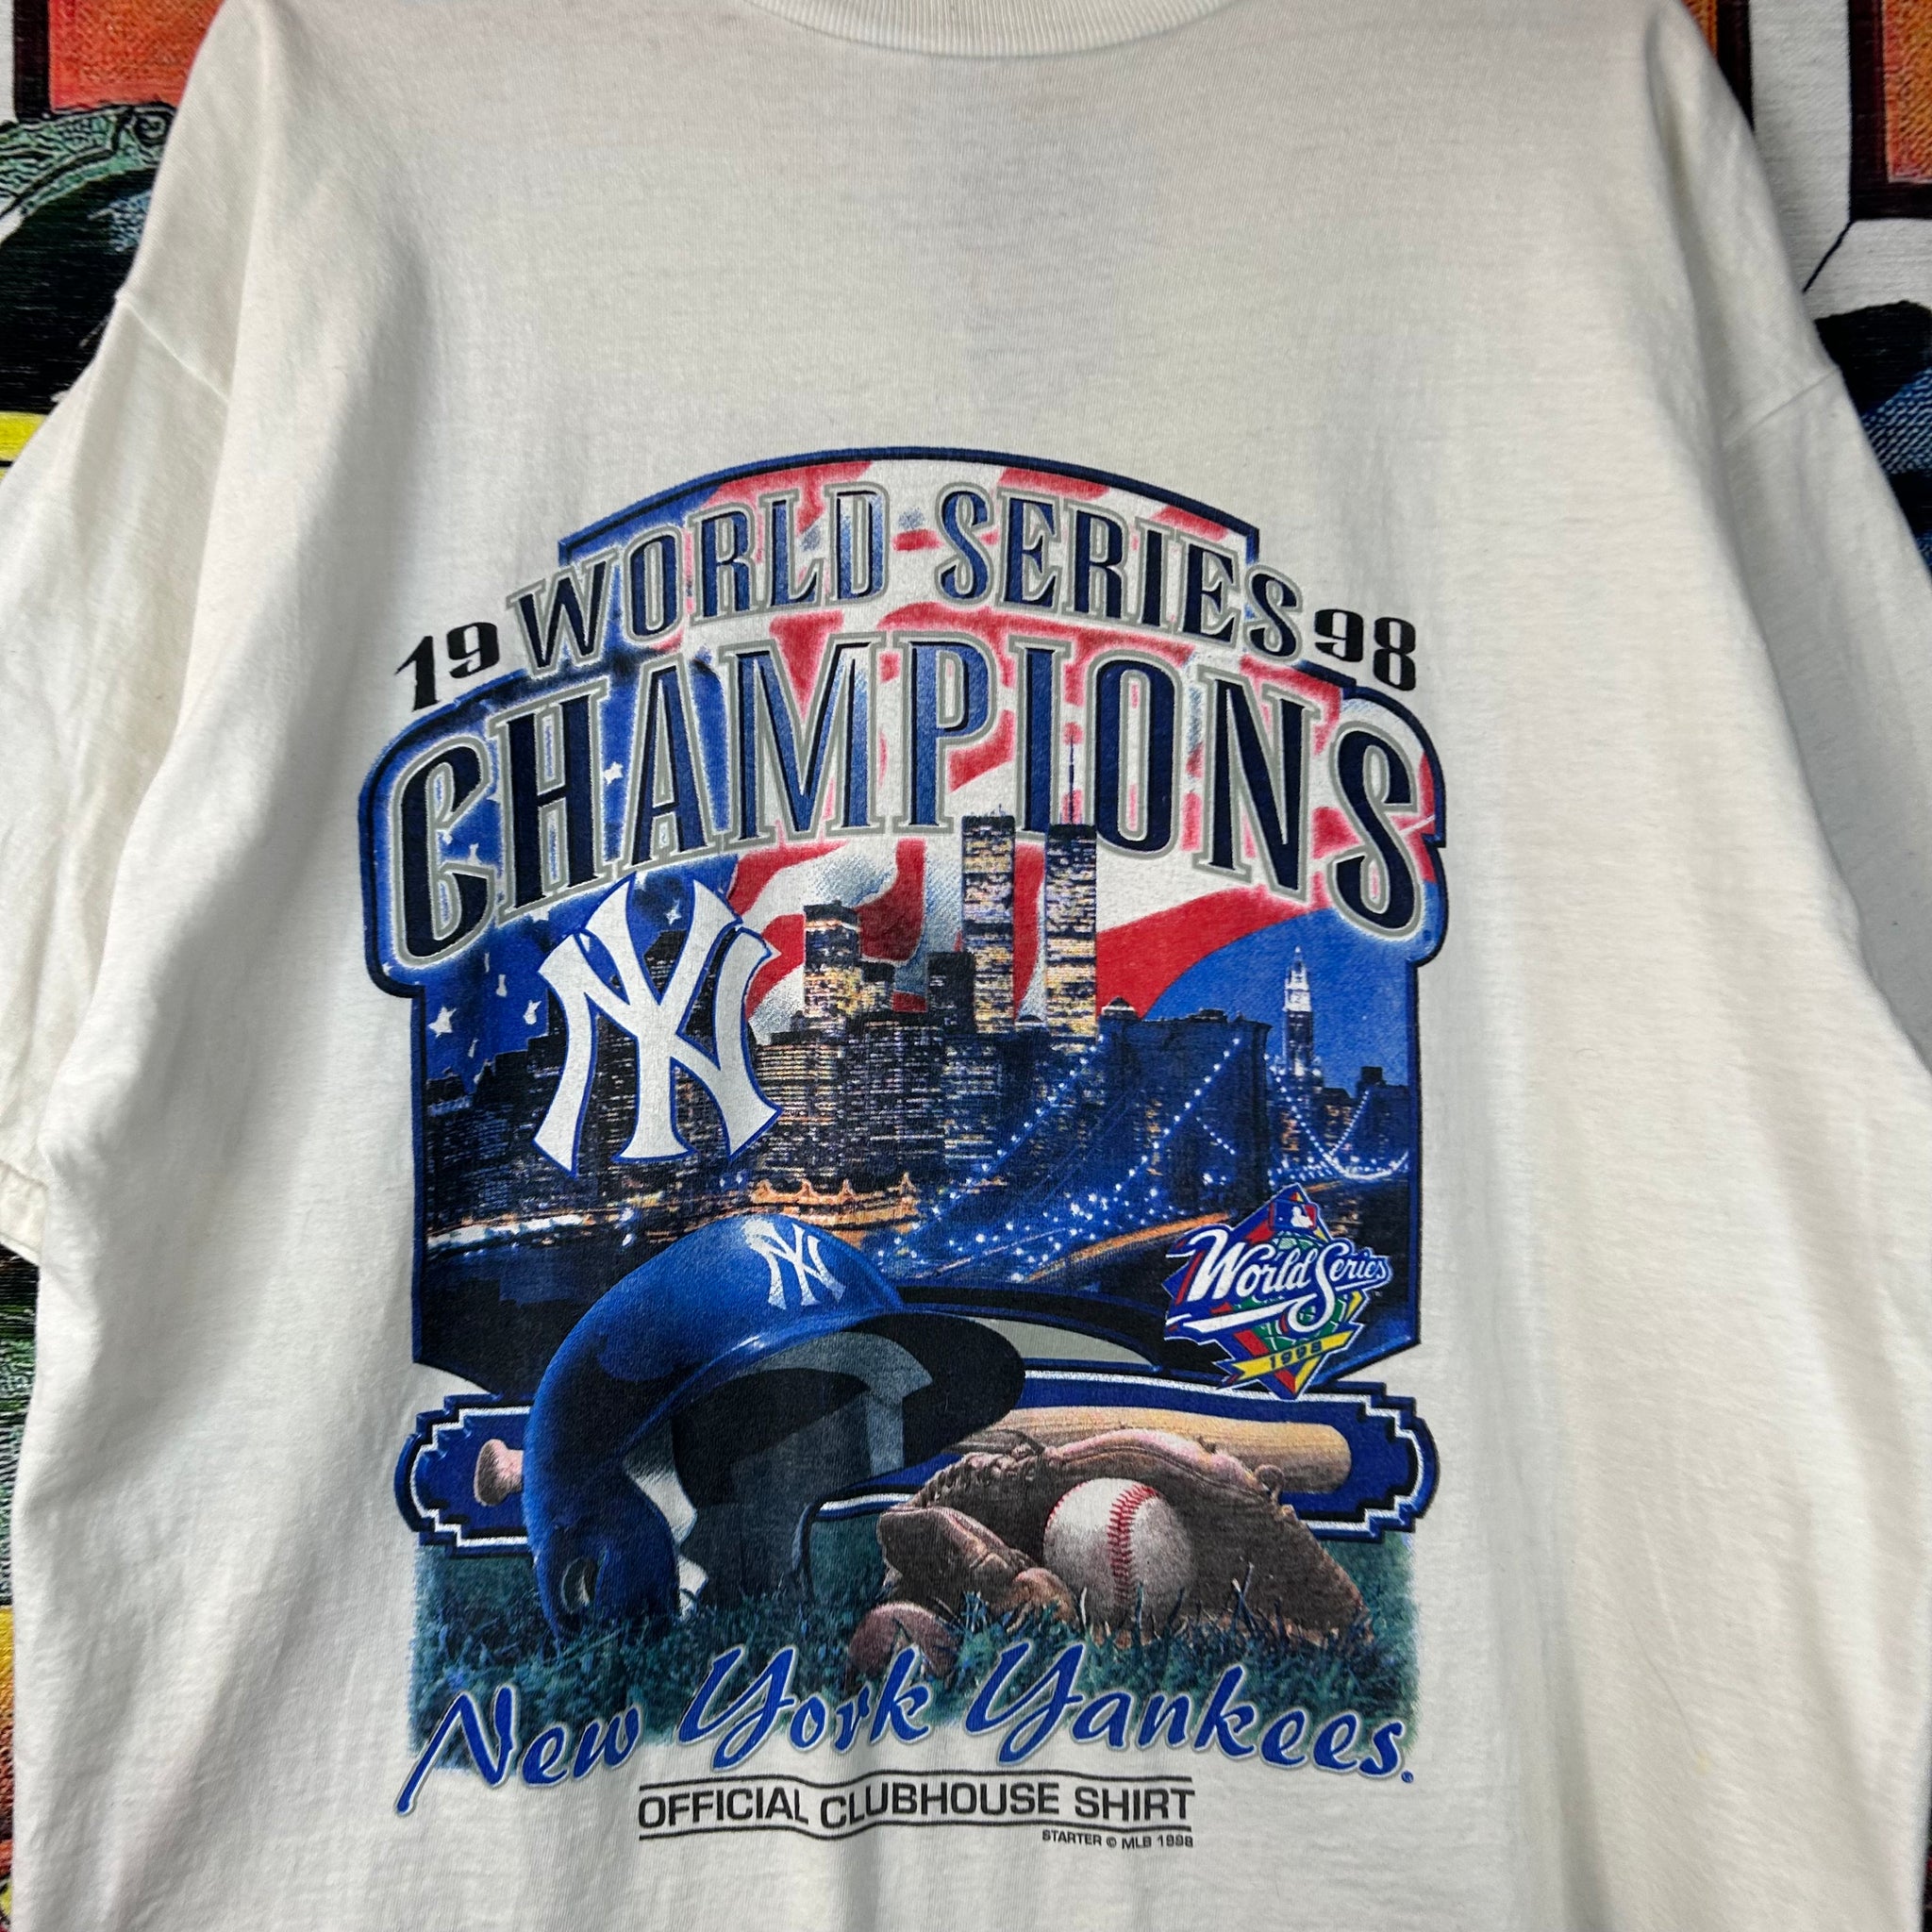 19 WORLD SERIES 98
CHAMPIONS
NY
NY
World Series
1998
New York Yankees
OFFICIAL CLUBHOUSE SHIRT
STARTER © MLB 1998